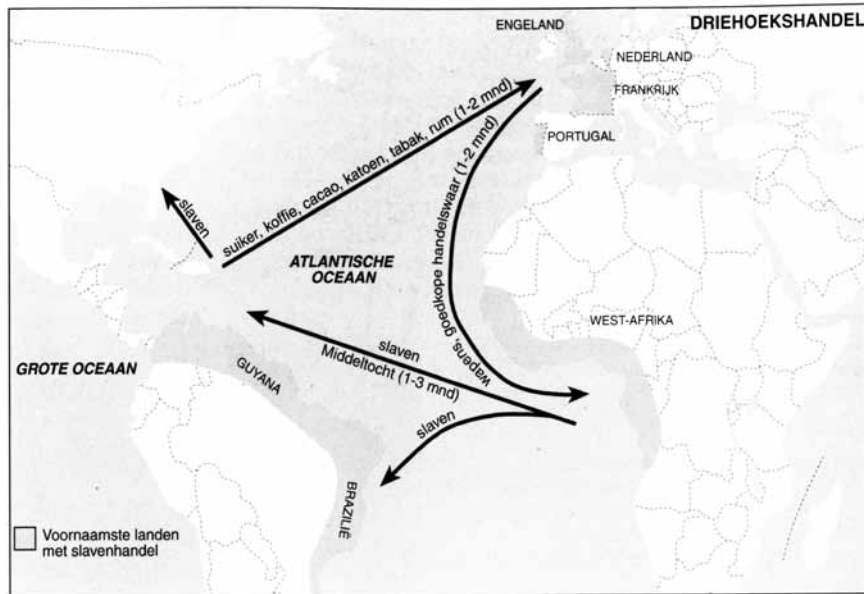 DRIEHOEKSHANDEL
ENGELAND
NEDERLAND
FRANKRIJK
PORTUGAL
suiker, koffie, cacao, katoen, tabak, rum (1-2 mnd)
wapens, goedkope handelswaar (1-2 mnd)
slaven
ATLANTISCHE
OCEAAN
WEST-AFRIKA
GROTE OCEAAN
GUYANA
slaven
Middeltocht (1-3 mnd)
slaven
BRAZILIË
Voornaamste landen
met slavenhandel